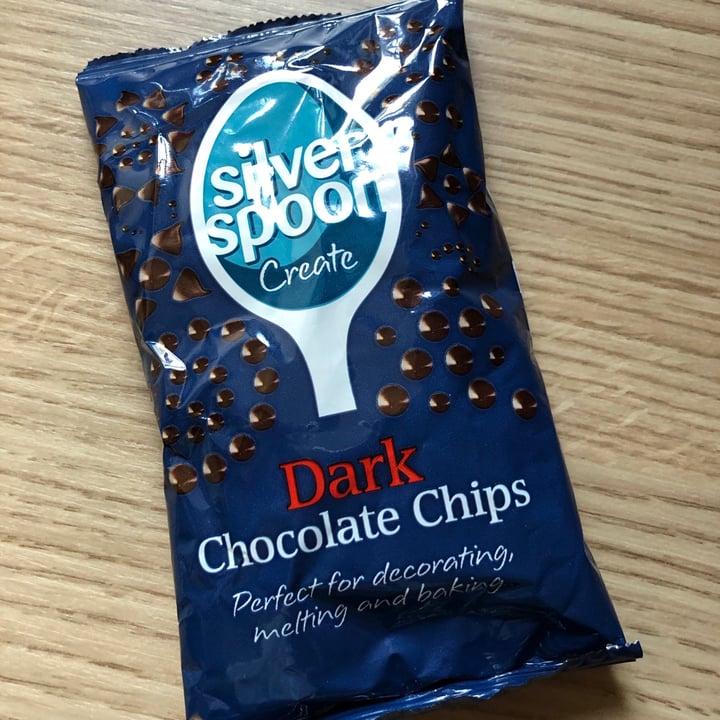 silver
spoon
Create
Dark
Chocolate Chips
Perfect for decorating,
melting and baking